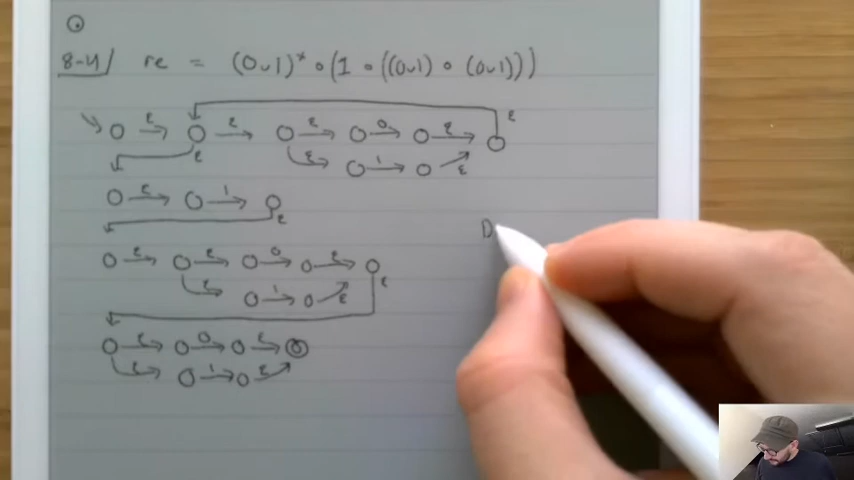 8-4/ re = (0∪1)* ∘ (1 ∘ ((0∪1) ∘ (0∪1)))
ε ε ε 0 ε ε
ε ε 1 ε
ε 1 ε
D
ε ε 0 ε
ε 1 ε ε
ε 0 ε
ε 1 ε